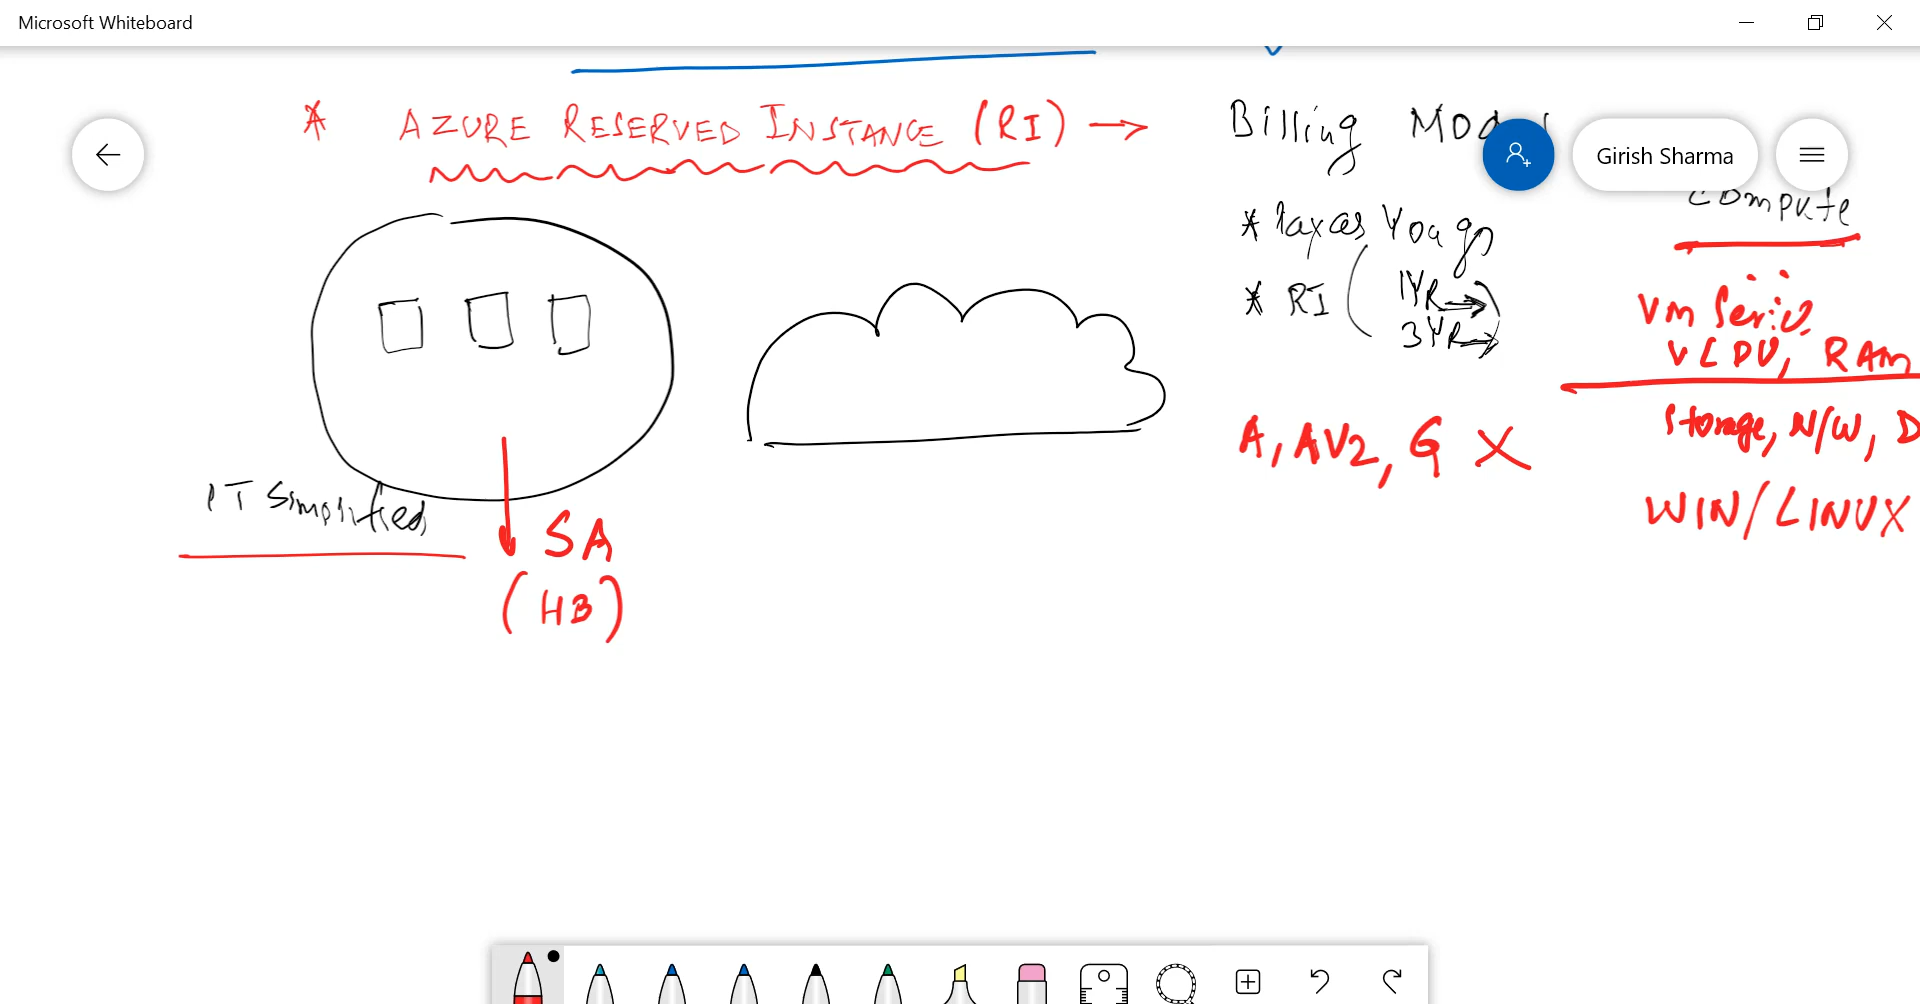 Microsoft Whiteboard
* AZURE RESERVED INSTANCE (RI) → Billing
Girish Sharma
Compute
* Pay as You go
* RI ( 1YR →
3YR → )
VM Series
VCPU, RAM
A, AV2, G X
Storage, N/W, D
WIN/LINUX
IT Simplified
SA
(HB)